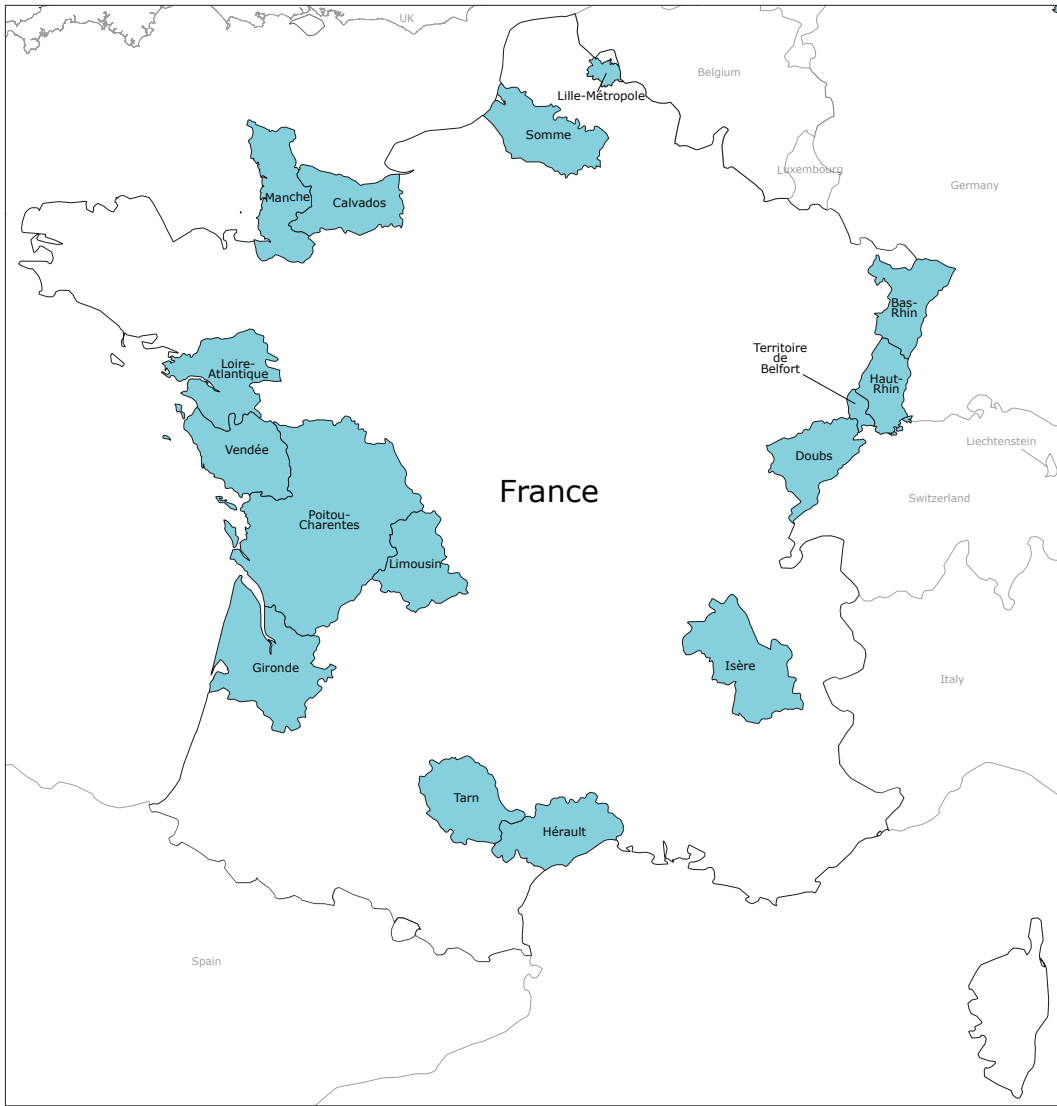 UK
Belgium
Lille-Métropole
Somme
Luxembourg
Germany
Manche
Calvados
Bas-
Rhin
Territoire
de
Belfort
Loire-
Atlantique
Haut-
Rhin
Liechtenstein
Vendée
Doubs
France
Switzerland
Poitou-
Charentes
Limousin
Gironde
Isère
Italy
Tarn
Hérault
Spain